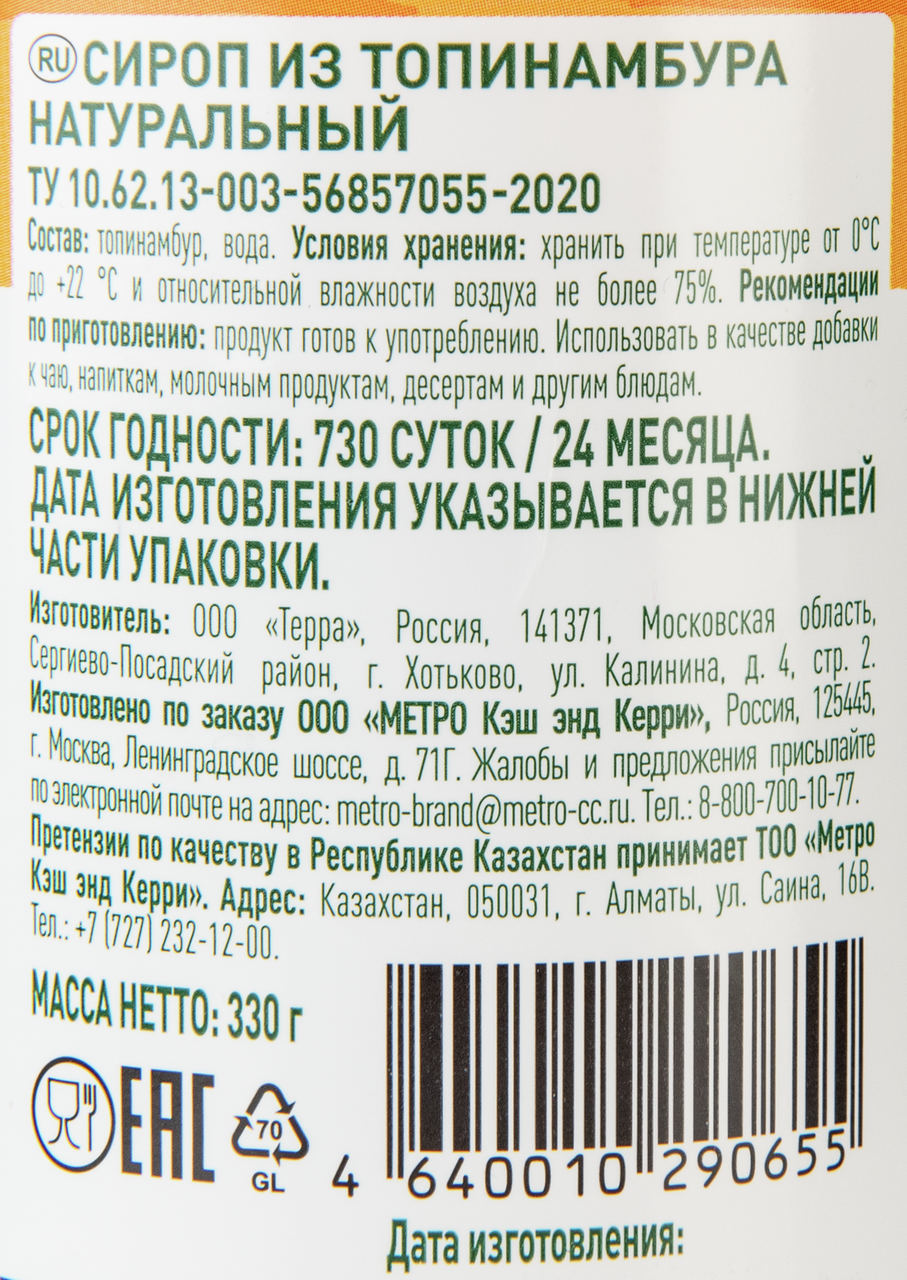 RU СИРОП ИЗ ТОПИНАМБУРА
НАТУРАЛЬНЫЙ
ТУ 10.62.13-003-56857055-2020
Состав: топинамбур, вода. Условия хранения: хранить при температуре от 0°С
до +22 °С и относительной влажности воздуха не более 75%. Рекомендации
по приготовлению: продукт готов к употреблению. Использовать в качестве добавки
к чаю, напиткам, молочным продуктам, десертам и другим блюдам.
СРОК ГОДНОСТИ: 730 СУТОК / 24 МЕСЯЦА.
ДАТА ИЗГОТОВЛЕНИЯ УКАЗЫВАЕТСЯ В НИЖНЕЙ
ЧАСТИ УПАКОВКИ.
Изготовитель: ООО «Терра», Россия, 141371, Московская область,
Сергиево-Посадский район, г. Хотьково, ул. Калинина, д. 4, стр. 2.
Изготовлено по заказу ООО «МЕТРО Кэш энд Керри», Россия, 125445,
г. Москва, Ленинградское шоссе, д. 71Г. Жалобы и предложения присылайте
по электронной почте на адрес: metro-brand@metro-cc.ru. Тел.: 8-800-700-10-77.
Претензии по качеству в Республике Казахстан принимает ТОО «Метро
Кэш энд Керри». Адрес: Казахстан, 050031, г. Алматы, ул. Саина, 16В.
Тел.: +7 (727) 232-12-00.
МАССА НЕТТО: 330 г
EAC
70
GL
4 640010 290655
Дата изготовления: